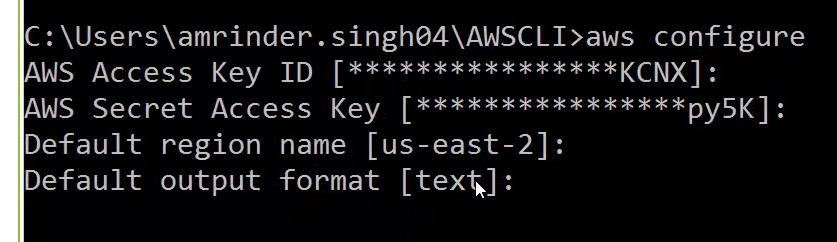 C:\Users\amrinder.singh04\AWSCLI>aws configure
AWS Access Key ID [****************KCNX]:
AWS Secret Access Key [****************py5K]:
Default region name [us-east-2]:
Default output format [text]: